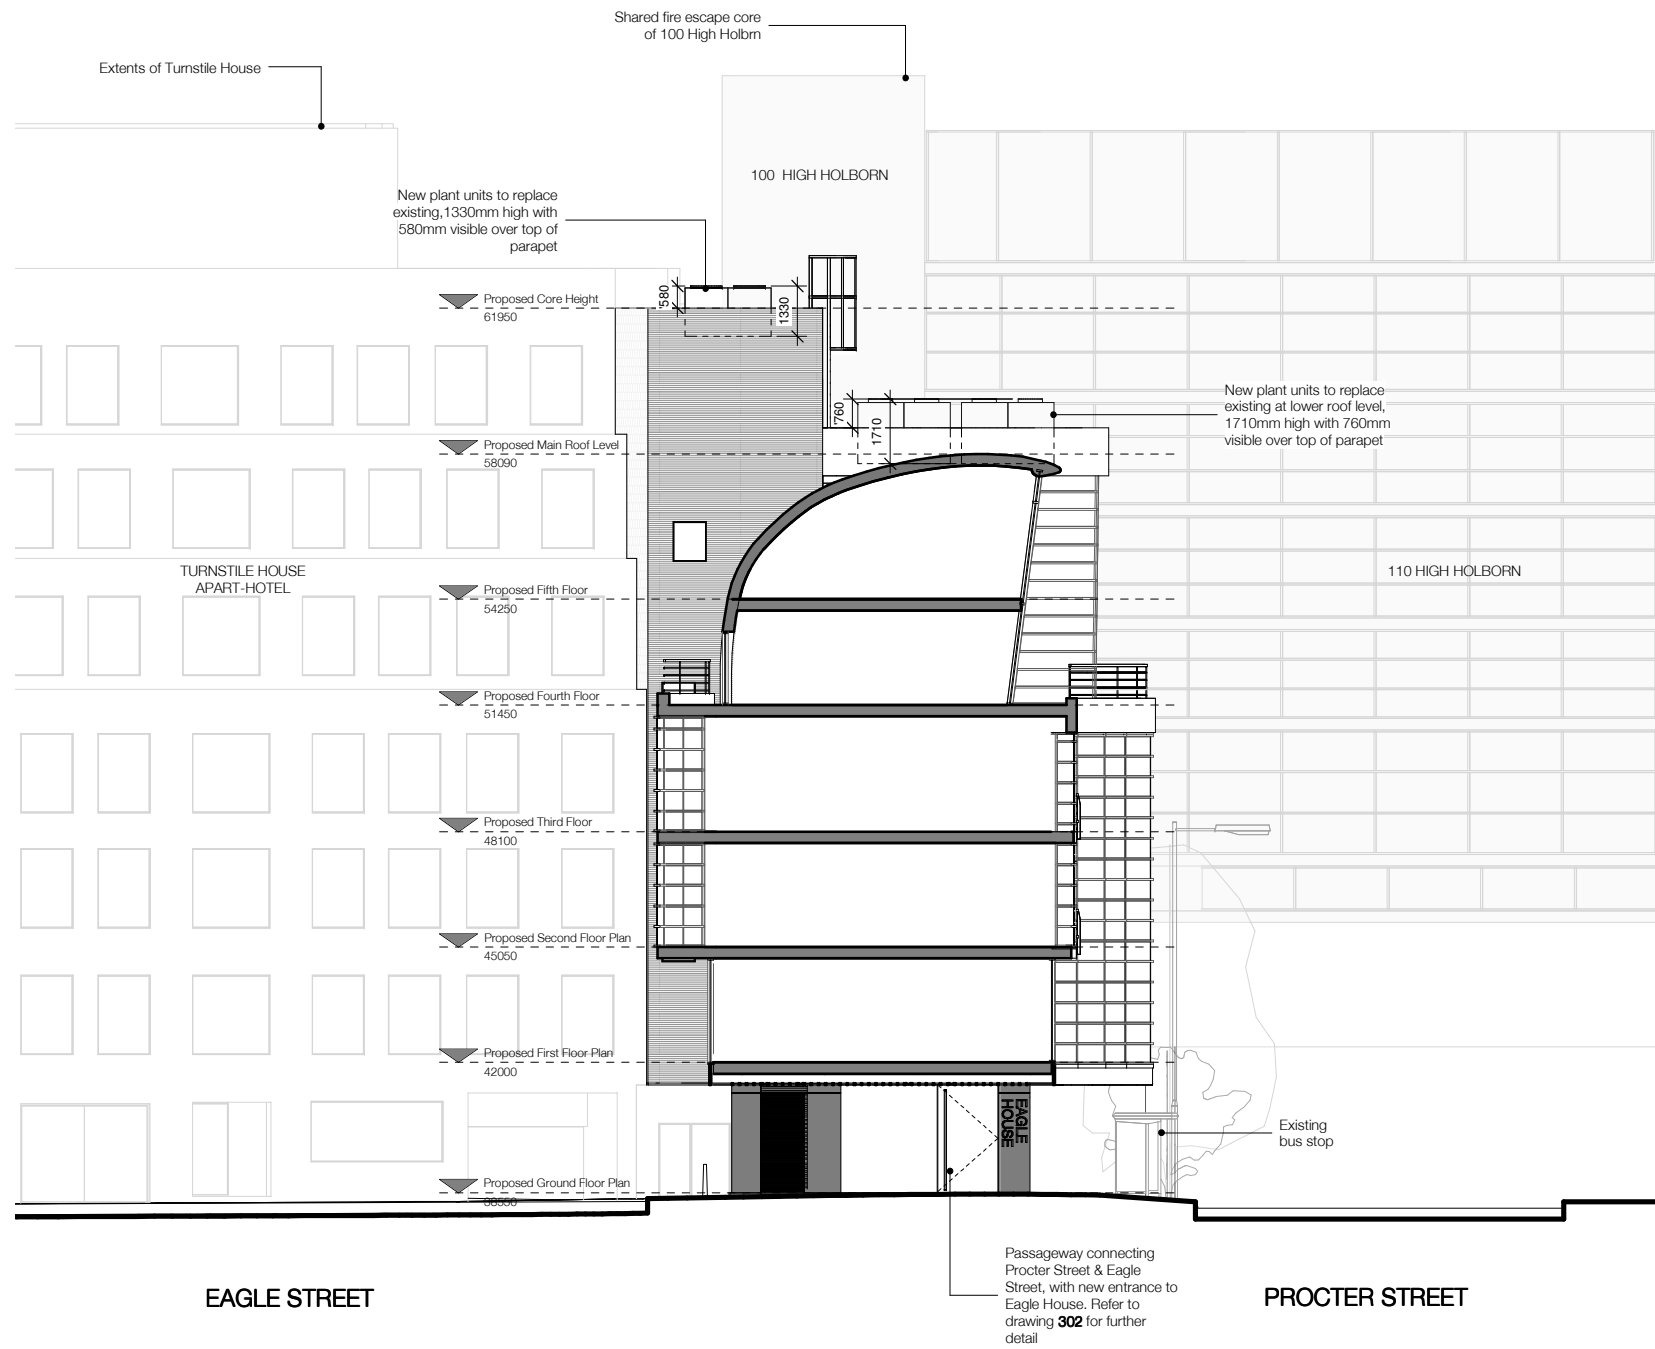 Shared fire escape core
of 100 High Holbrn
Extents of Turnstile House
100 HIGH HOLBORN
New plant units to replace
existing,1330mm high with
580mm visible over top of
parapet
580
1330
Proposed Core Height
61950
New plant units to replace
existing at lower roof level,
1710mm high with 760mm
visible over top of parapet
760
1710
Proposed Main Roof Level
58090
TURNSTILE HOUSE
APART-HOTEL
110 HIGH HOLBORN
Proposed Fifth Floor
54250
Proposed Fourth Floor
51450
Proposed Third Floor
48100
Proposed Second Floor Plan
45050
Proposed First Floor Plan
42000
EAGLE
HOUSE
Existing
bus stop
Proposed Ground Floor Plan
Passageway connecting
Procter Street & Eagle
Street, with new entrance to
Eagle House. Refer to
drawing 302 for further
detail
EAGLE STREET
PROCTER STREET